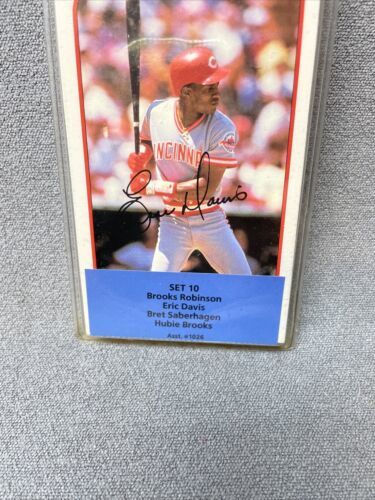 C
CINCINNATI
Eric Davis
SET 10
Brooks Robinson
Eric Davis
Bret Saberhagen
Hubie Brooks
Asst. #1026